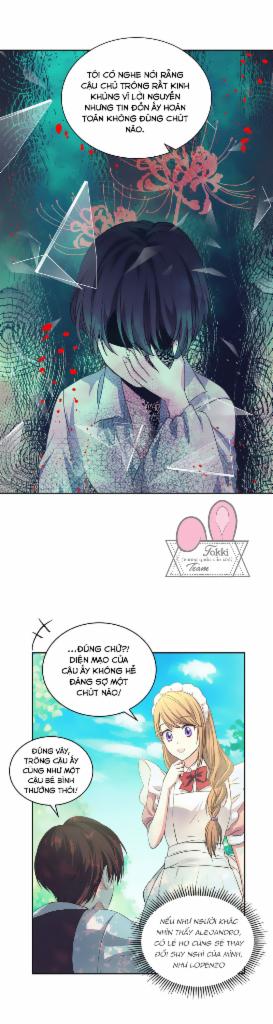 TÔI CÓ NGHE NÓI RẰNG
CẬU CHỦ TRÔNG RẤT KINH
KHỦNG VÌ LỜI NGUYỀN
NHƯNG TIN ĐỒN ẤY HOÀN
TOÀN KHÔNG ĐÚNG CHÚT
NÀO.
Tokki
Team
...ĐÚNG CHỨ?!
DIỆN MẠO CỦA
CẬU ẤY KHÔNG HỀ
ĐÁNG SỢ MỘT
CHÚT NÀO!
ĐÚNG VẬY,
TRÔNG CẬU ẤY
CŨNG NHƯ MỘT
CẬU BÉ BÌNH
THƯỜNG THÔI!
NẾU NHƯ NGƯỜI KHÁC
NHÌN THẤY ALEJANDRO,
CÓ LẼ HỌ CŨNG SẼ THAY
ĐỔI SUY NGHĨ CỦA MÌNH,
NHƯ LORENZO